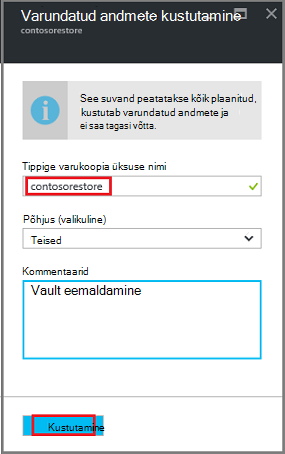 Varundatud andmete kustutamine
contosorestore
See suvand peatatakse kõik plaanitud,
kustutab varundatud andmete ja
ei saa tagasi võtta.
Tippige varukoopia üksuse nimi
contosorestore
Põhjus (valikuline)
Teised
Kommentaarid
Vault eemaldamine
Kustutamine